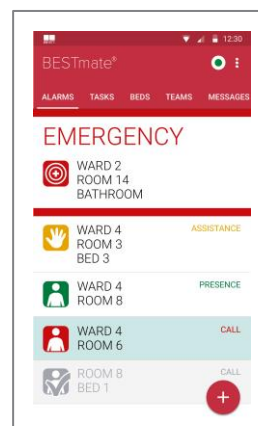 12:30
BESTmate®
ALARMS TASKS BEDS TEAMS MESSAGES
EMERGENCY
WARD 2
ROOM 14
BATHROOM
WARD 4 ASSISTANCE
ROOM 3
BED 3
WARD 4 PRESENCE
ROOM 8
WARD 4 CALL
ROOM 6
ROOM 8 CALL
BED 1
+